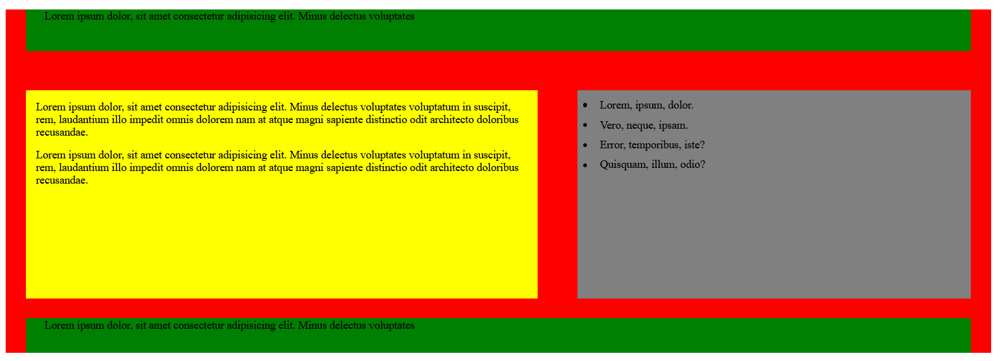 Lorem ipsum dolor, sit amet consectetur adipisicing elit. Minus delectus voluptates
Lorem ipsum dolor, sit amet consectetur adipisicing elit. Minus delectus voluptates voluptatum in suscipit,
rem, laudantium illo impedit omnis dolorem nam at atque magni sapiente distinctio odit architecto doloribus
recusandae.
Lorem ipsum dolor, sit amet consectetur adipisicing elit. Minus delectus voluptates voluptatum in suscipit,
rem, laudantium illo impedit omnis dolorem nam at atque magni sapiente distinctio odit architecto doloribus
recusandae.
• Lorem, ipsum, dolor.
• Vero, neque, ipsam.
• Error, temporibus, iste?
• Quisquam, illum, odio?
Lorem ipsum dolor, sit amet consectetur adipisicing elit. Minus delectus voluptates